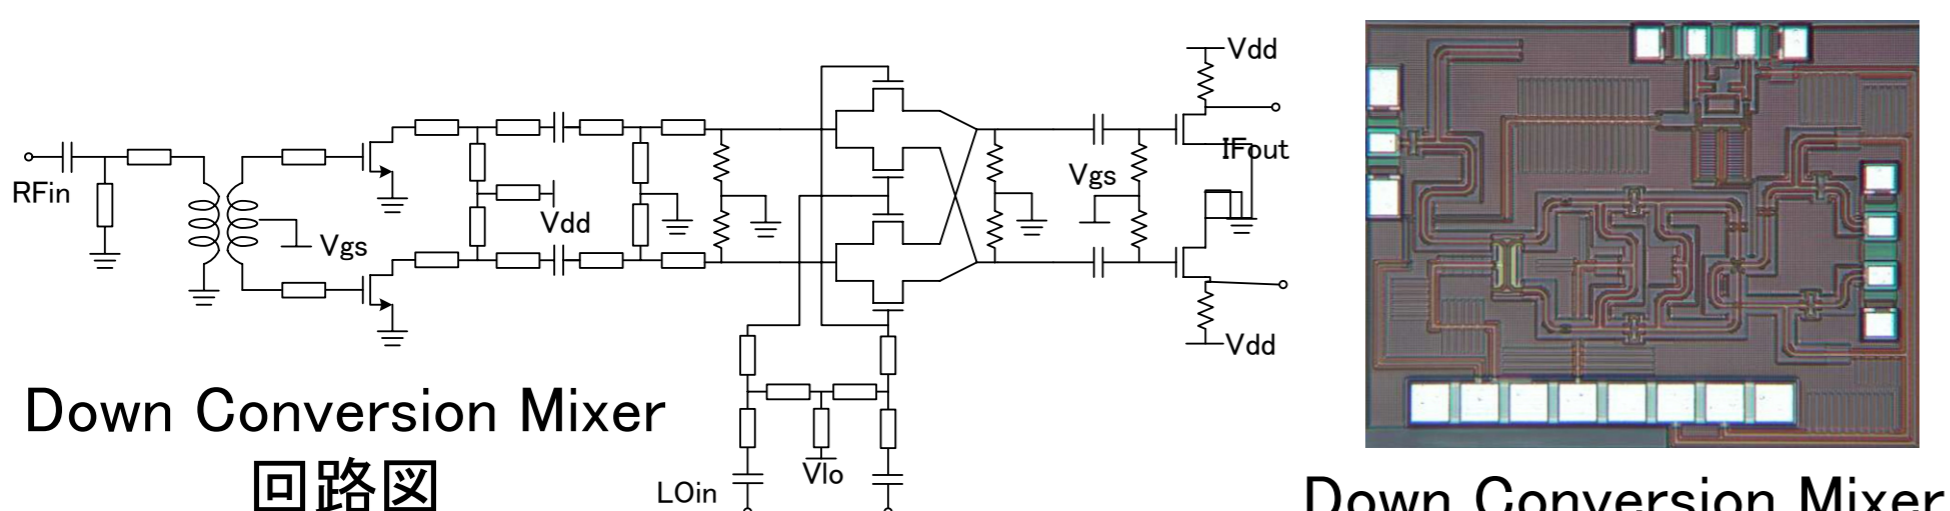 Vdd
IFout
RFin
Vgs
Vgs
Vdd
Vdd
Down Conversion Mixer
回路図
LOin
Vlo
Down Conversion Mixer